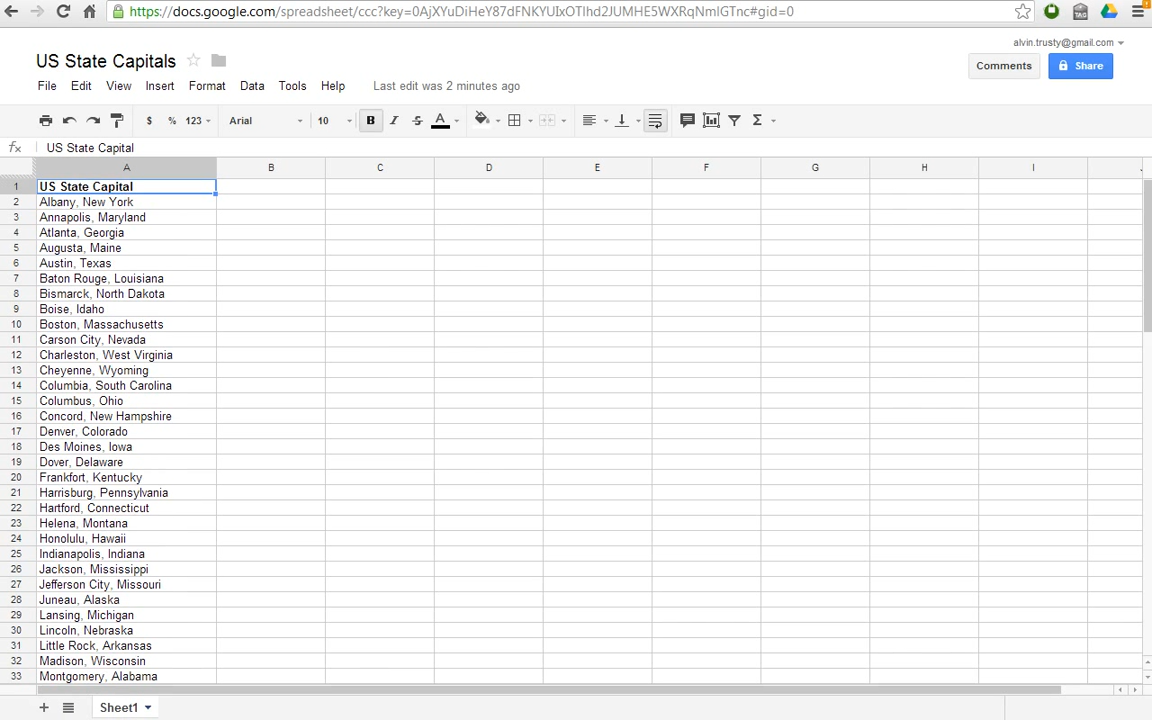 https://docs.google.com/spreadsheet/ccc?key=0AjXYuDiHeY87dFNKYUIxOTlhd2JUMHE5WXRqNmlGTnc#gid=0
TAG
alvin.trusty@gmail.com
US State Capitals
Comments
Share
File Edit View Insert Format Data Tools Help Last edit was 2 minutes ago
$ % 123 Arial 10 B I S A Σ
fx US State Capital
A B C D E F G H I
1 US State Capital
2 Albany, New York
3 Annapolis, Maryland
4 Atlanta, Georgia
5 Augusta, Maine
6 Austin, Texas
7 Baton Rouge, Louisiana
8 Bismarck, North Dakota
9 Boise, Idaho
10 Boston, Massachusetts
11 Carson City, Nevada
12 Charleston, West Virginia
13 Cheyenne, Wyoming
14 Columbia, South Carolina
15 Columbus, Ohio
16 Concord, New Hampshire
17 Denver, Colorado
18 Des Moines, Iowa
19 Dover, Delaware
20 Frankfort, Kentucky
21 Harrisburg, Pennsylvania
22 Hartford, Connecticut
23 Helena, Montana
24 Honolulu, Hawaii
25 Indianapolis, Indiana
26 Jackson, Mississippi
27 Jefferson City, Missouri
28 Juneau, Alaska
29 Lansing, Michigan
30 Lincoln, Nebraska
31 Little Rock, Arkansas
32 Madison, Wisconsin
33 Montgomery, Alabama
Sheet1